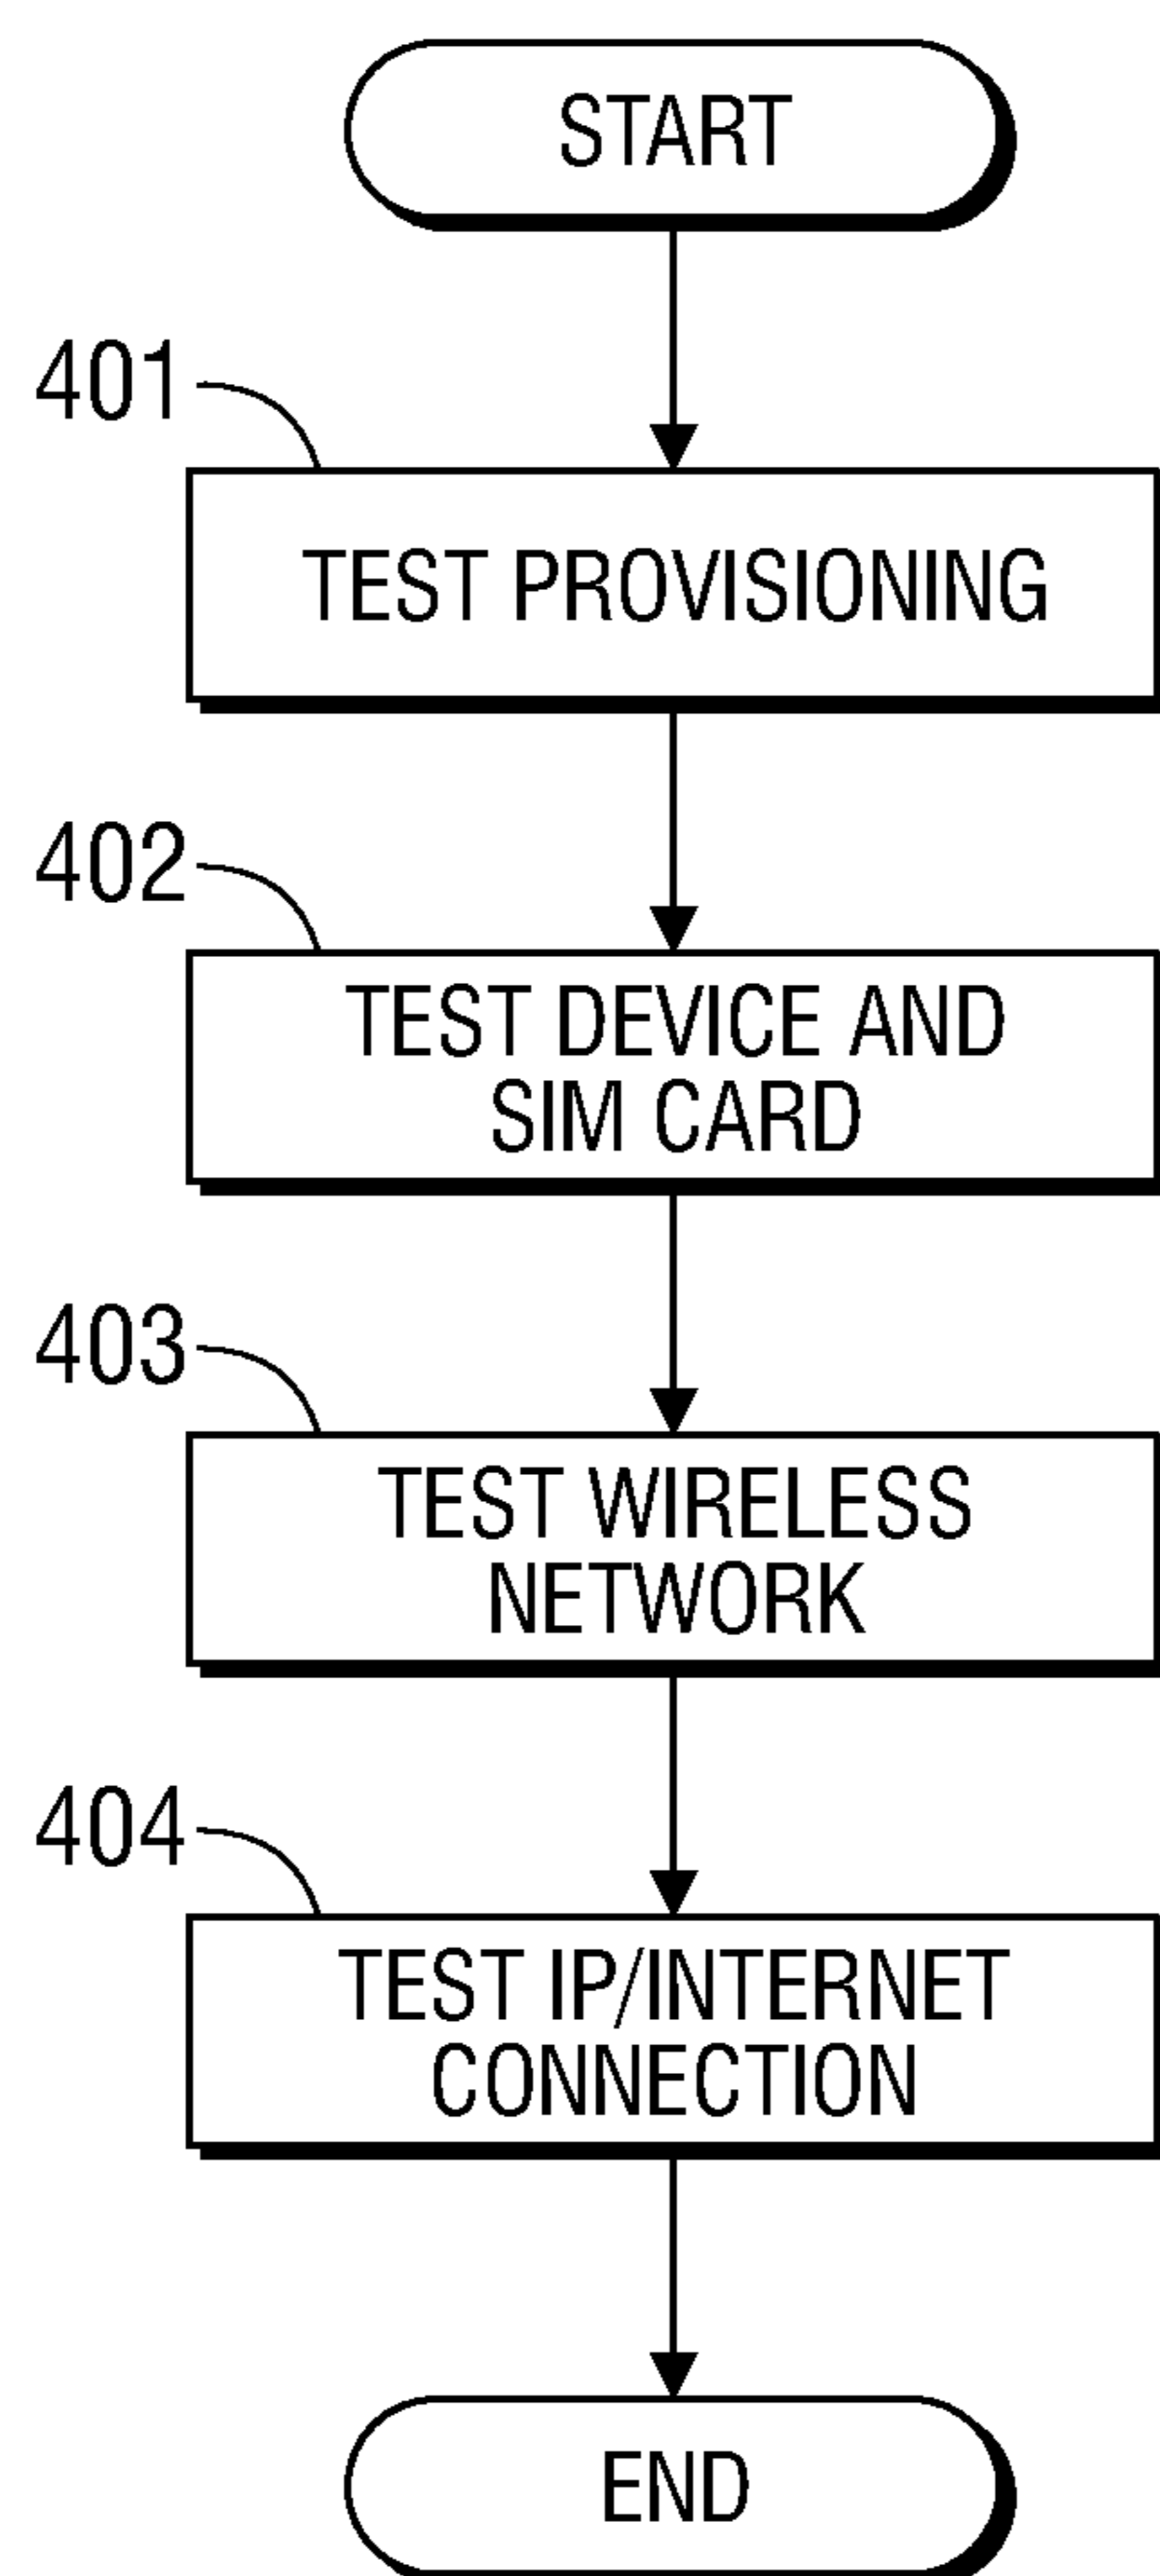 START
401
TEST PROVISIONING
402
TEST DEVICE AND
SIM CARD
403
TEST WIRELESS
NETWORK
404
TEST IP/INTERNET
CONNECTION
END